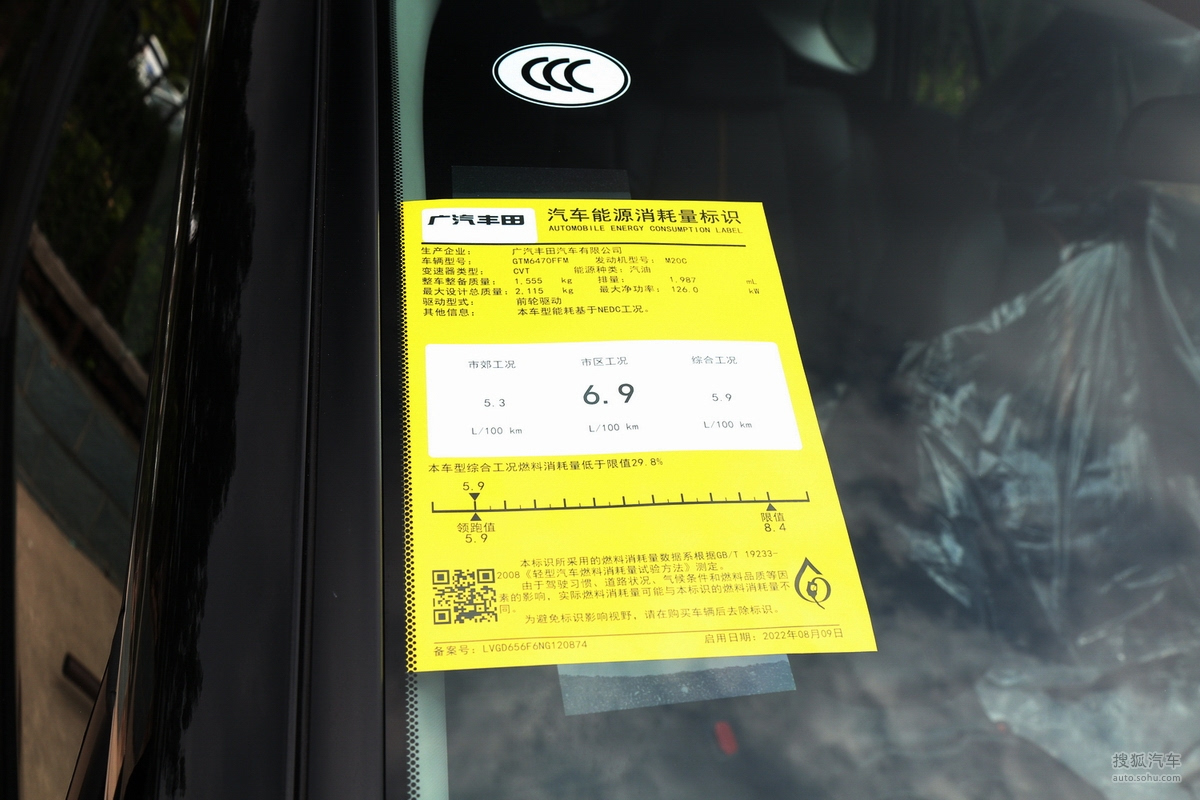 CCC
广汽丰田
汽车能源消耗量标识
AUTOMOBILE ENERGY CONSUMPTION LABEL
生产企业: 广汽丰田汽车有限公司
车辆型号: GTM6470FFM 发动机型号: M20C
变速器类型: CVT 能源种类: 汽油
整车整备质量: 1,555 kg 排量: 1,987 mL
最大设计总质量: 2,115 kg 最大净功率: 126.0 kW
驱动型式: 前轮驱动
其他信息: 本车型能耗基于NEDC工况。
市郊工况 市区工况 综合工况
5.3 6.9 5.9
L/100 km L/100 km L/100 km
本车型综合工况燃料消耗量低于限值29.8%
5.9
领跑值 限值
5.9 8.4
本标识所采用的燃料消耗量数据系根据GB/T 19233-
2008《轻型汽车燃料消耗量试验方法》测定。
由于驾驶习惯、道路状况、气候条件和燃料品质等因
素的影响，实际燃料消耗量可能与本标识的燃料消耗量不
同。
为避免标识影响视野，请在购买车辆后去除标识。
备案号: LVGD656F6NG120874 启用日期: 2022年08月09日
搜狐汽车
auto.sohu.com